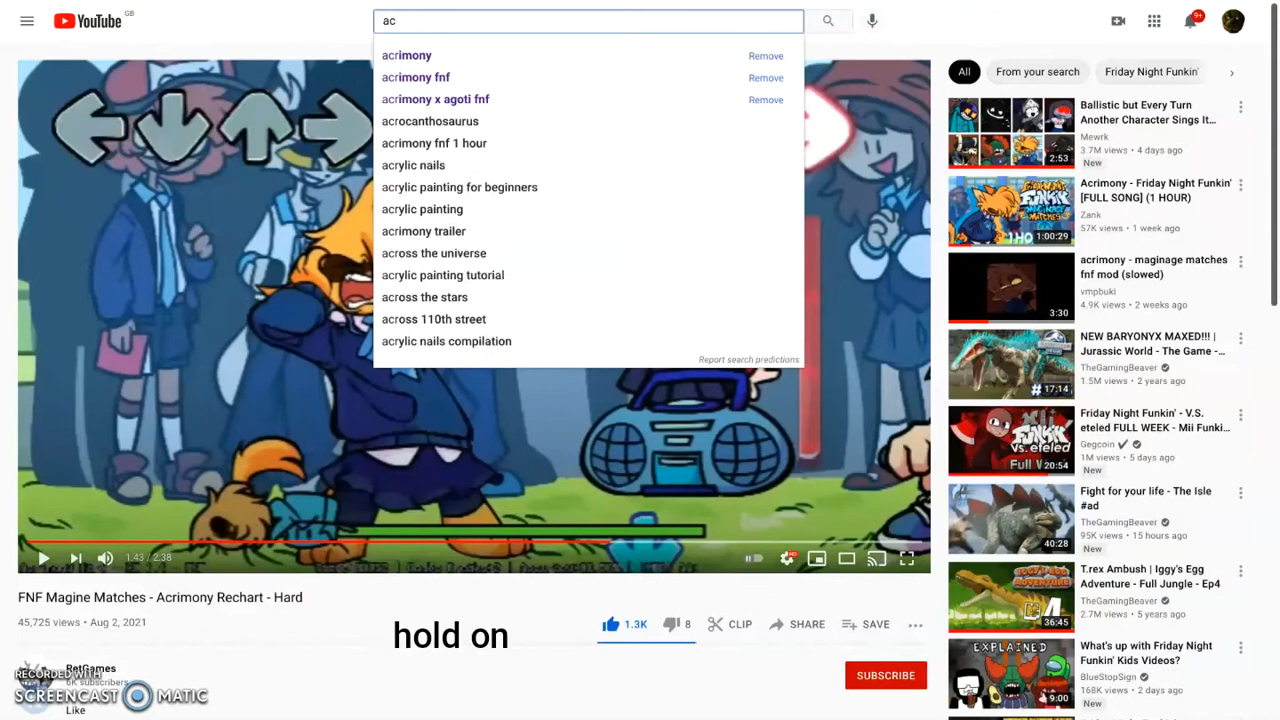 YouTube GB
ac
9+
acrimony Remove
acrimony fnf Remove
acrimony x agoti fnf Remove
acrocanthosaurus
acrimony fnf 1 hour
acrylic nails
acrylic painting for beginners
acrylic painting
acrimony trailer
across the universe
acrylic painting tutorial
across the stars
across 110th street
acrylic nails compilation
Report search predictions
1:43 / 2:38
HD
FNF Magine Matches - Acrimony Rechart - Hard
45,725 views • Aug 2, 2021
hold on
1.3K
8
CLIP
SHARE
SAVE
RetGames
6K subscribers
SUBSCRIBE
RECORDED WITH
SCREENCAST MATIC
Like
All
From your search
Friday Night Funkin'
Ballistic but Every Turn
Another Character Sings It...
Mewrk
3.7M views • 4 days ago
New
2:53
Acrimony - Friday Night Funkin'
[FULL SONG] (1 HOUR)
Zank
57K views • 1 week ago
1:00:29
acrimony - maginage matches
fnf mod (slowed)
vmpbuki
4.9K views • 2 weeks ago
3:30
NEW BARYONYX MAXED!!! |
Jurassic World - The Game -...
TheGamingBeaver
1.5M views • 2 years ago
17:14
Friday Night Funkin' - V.S.
eteled FULL WEEK - Mii Funki...
Gegcoin ✔
1M views • 5 days ago
New
20:54
Fight for your life - The Isle
#ad
TheGamingBeaver
95K views • 15 hours ago
New
40:28
T.rex Ambush | Iggy's Egg
Adventure - Full Jungle - Ep4
TheGamingBeaver
2.7M views • 5 years ago
36:45
EXPLAINED
What's up with Friday Night
Funkin' Kids Videos?
BlueStopSign
168K views • 2 days ago
New
9:00